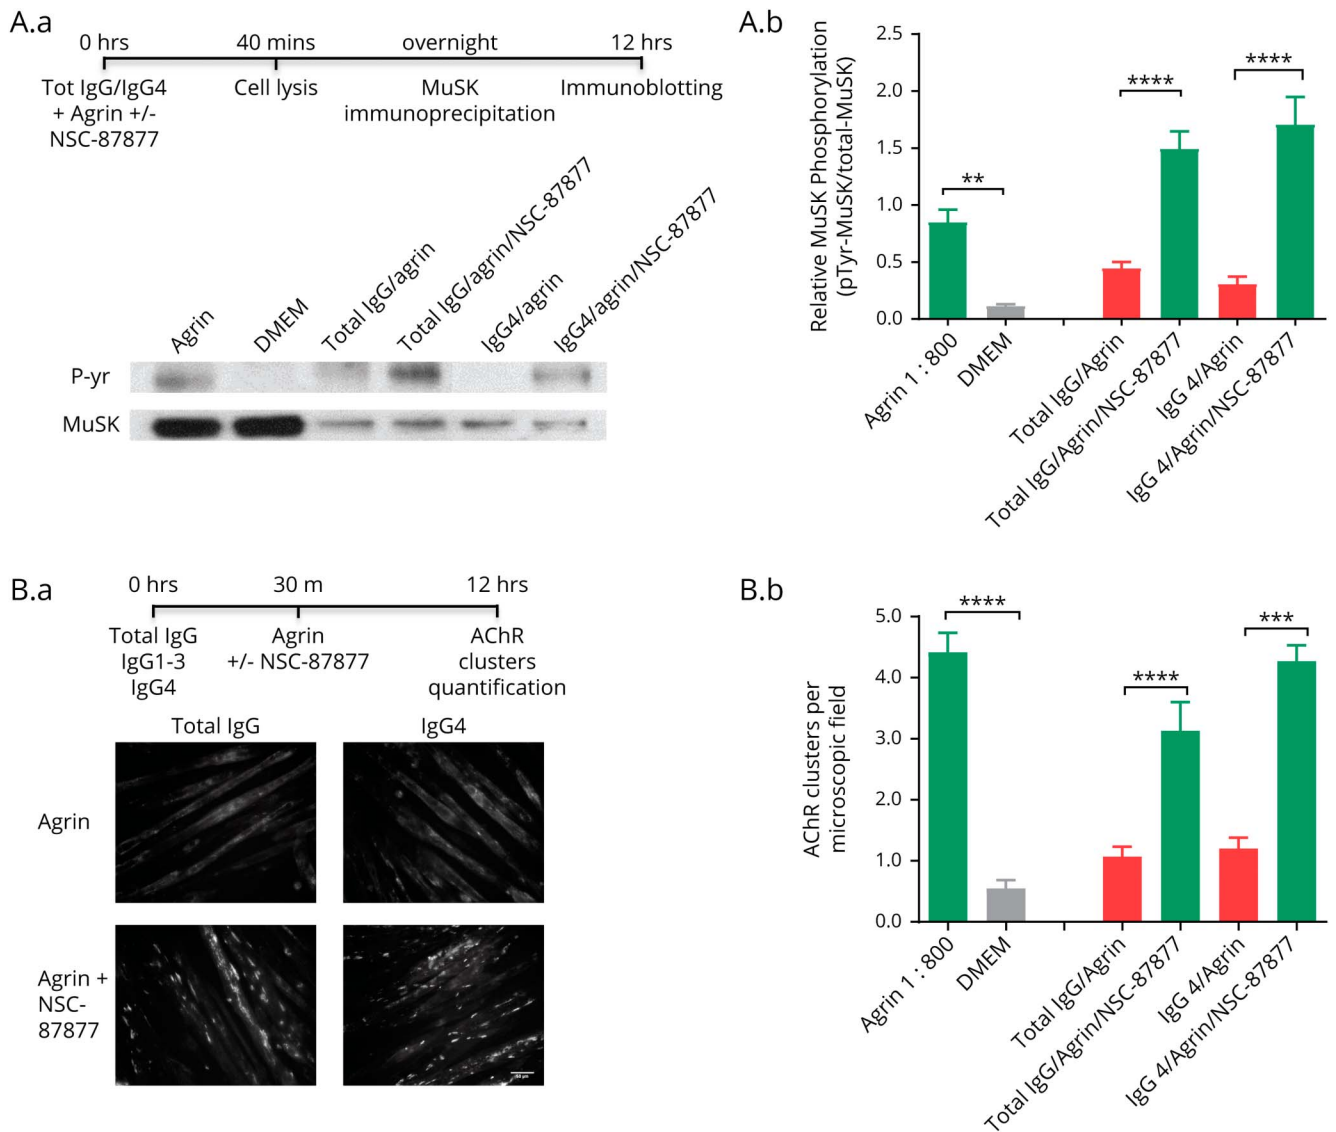 A.a
0 hrs 40 mins overnight 12 hrs
Tot IgG/IgG4 Cell lysis MuSK Immunoblotting
+ Agrin +/- immunoprecipitation
NSC-87877
Agrin
DMEM
Total IgG/agrin
Total IgG/agrin/NSC-87877
IgG4/agrin
IgG4/agrin/NSC-87877
P-yr
MuSK
A.b
Relative MuSK Phosphorylation
(pTyr-MuSK/total-MuSK)
2.5
2.0
1.5
1.0
0.5
0.0
**
****
****
Agrin 1 : 800
DMEM
Total IgG/Agrin
Total IgG/Agrin/NSC-87877
IgG 4/Agrin
IgG 4/Agrin/NSC-87877
B.a
0 hrs 30 m 12 hrs
Total IgG Agrin AChR
IgG1-3 +/- NSC-87877 clusters
IgG4 quantification
Total IgG IgG4
Agrin
Agrin +
NSC-
87877
B.b
AChR clusters per
microscopic field
5.0
4.0
3.0
2.0
1.0
0.0
****
****
***
Agrin 1 : 800
DMEM
Total IgG/Agrin
Total IgG/Agrin/NSC-87877
IgG 4/Agrin
IgG 4/Agrin/NSC-87877